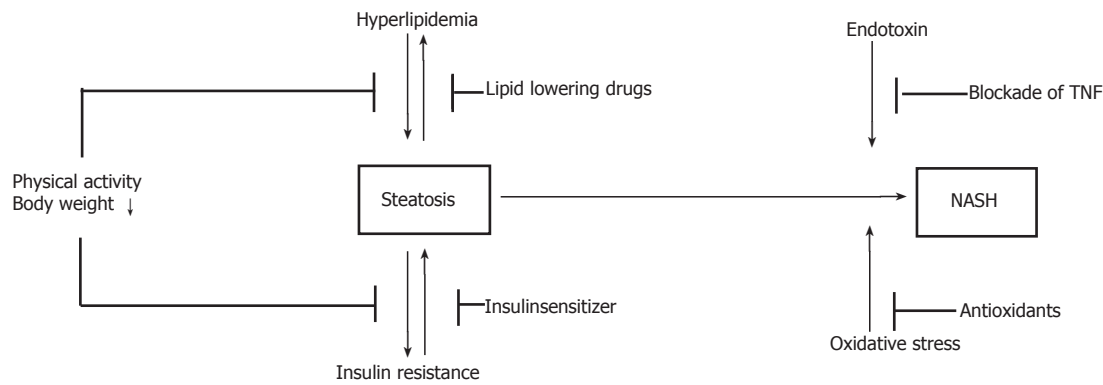 Hyperlipidemia
Endotoxin
Lipid lowering drugs
Blockade of TNF
Physical activity
Body weight ↓
Steatosis
NASH
Insulinsensitizer
Antioxidants
Oxidative stress
Insulin resistance